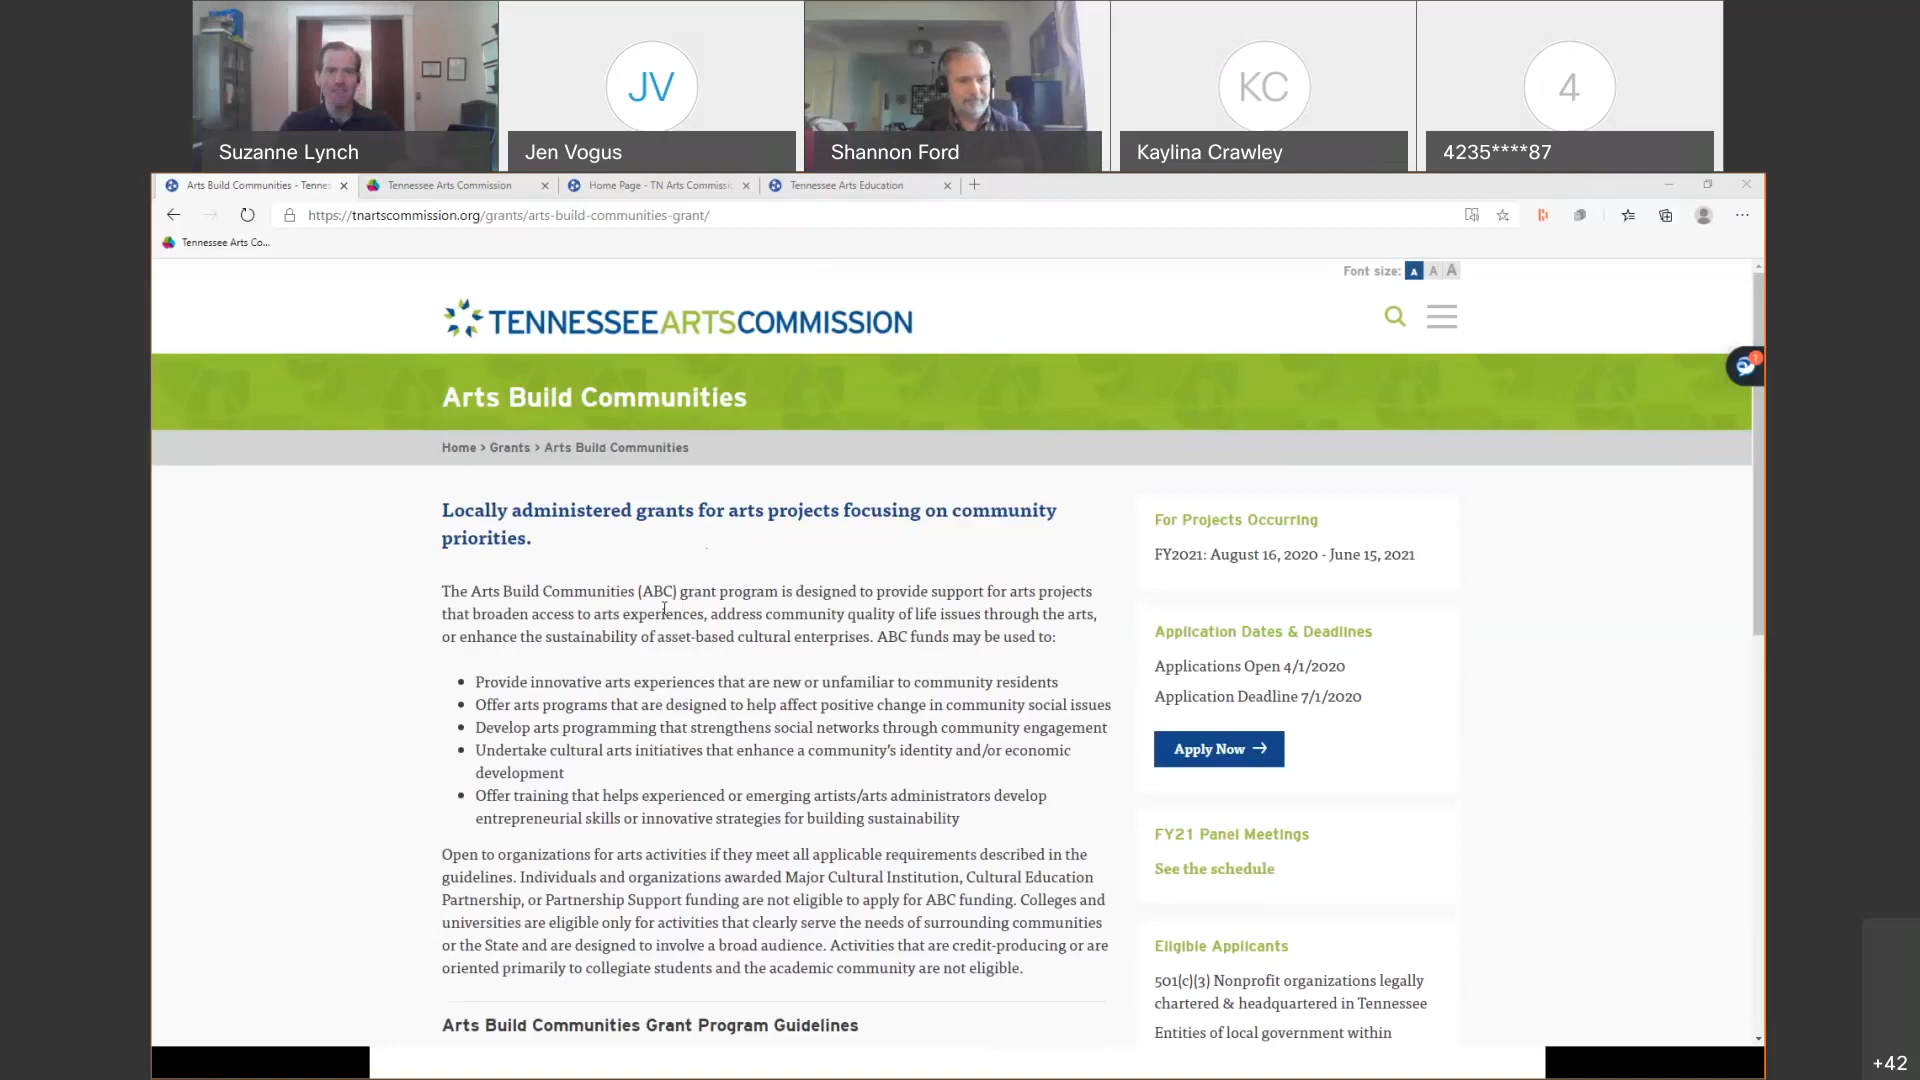 JV
KC
4
Suzanne Lynch
Jen Vogus
Shannon Ford
Kaylina Crawley
4235****87
Arts Build Communities - Tennes
Tennessee Arts Commission
Home Page - TN Arts Commissi
Tennessee Arts Education
https://tnartscommission.org/grants/arts-build-communities-grant/
Tennessee Arts Co...
Font size: A A A
TENNESSEEARTSCOMMISSION
1
Arts Build Communities
Home > Grants > Arts Build Communities
Locally administered grants for arts projects focusing on community
priorities.
The Arts Build Communities (ABC) grant program is designed to provide support for arts projects
that broaden access to arts experiences, address community quality of life issues through the arts,
or enhance the sustainability of asset-based cultural enterprises. ABC funds may be used to:
Provide innovative arts experiences that are new or unfamiliar to community residents
Offer arts programs that are designed to help affect positive change in community social issues
Develop arts programming that strengthens social networks through community engagement
Undertake cultural arts initiatives that enhance a community's identity and/or economic
development
Offer training that helps experienced or emerging artists/arts administrators develop
entrepreneurial skills or innovative strategies for building sustainability
Open to organizations for arts activities if they meet all applicable requirements described in the
guidelines. Individuals and organizations awarded Major Cultural Institution, Cultural Education
Partnership, or Partnership Support funding are not eligible to apply for ABC funding. Colleges and
universities are eligible only for activities that clearly serve the needs of surrounding communities
or the State and are designed to involve a broad audience. Activities that are credit-producing or are
oriented primarily to collegiate students and the academic community are not eligible.
Arts Build Communities Grant Program Guidelines
For Projects Occurring
FY2021: August 16, 2020 - June 15, 2021
Application Dates & Deadlines
Applications Open 4/1/2020
Application Deadline 7/1/2020
Apply Now
FY21 Panel Meetings
See the schedule
Eligible Applicants
501(c)(3) Nonprofit organizations legally
chartered & headquartered in Tennessee
Entities of local government within
+42